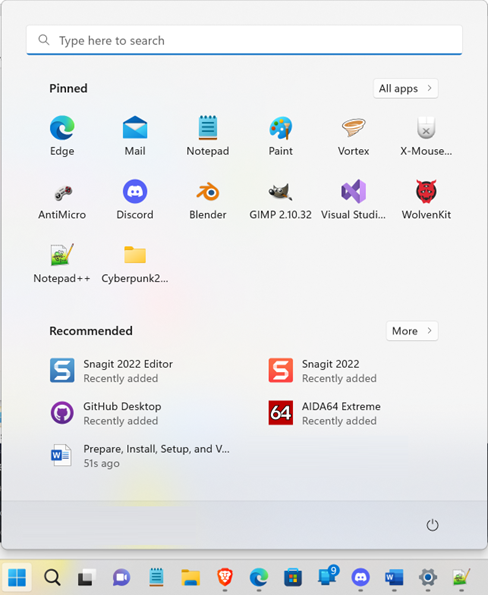 Type here to search
Pinned
All apps
Edge Mail Notepad Paint Vortex X-Mouse...
AntiMicro Discord Blender GIMP 2.10.32 Visual Studi... WolvenKit
Notepad++ Cyberpunk2...
Recommended
More
Snagit 2022 Editor
Recently added
Snagit 2022
Recently added
GitHub Desktop
Recently added
64
AIDA64 Extreme
Recently added
Prepare, Install, Setup, and V...
51s ago
9